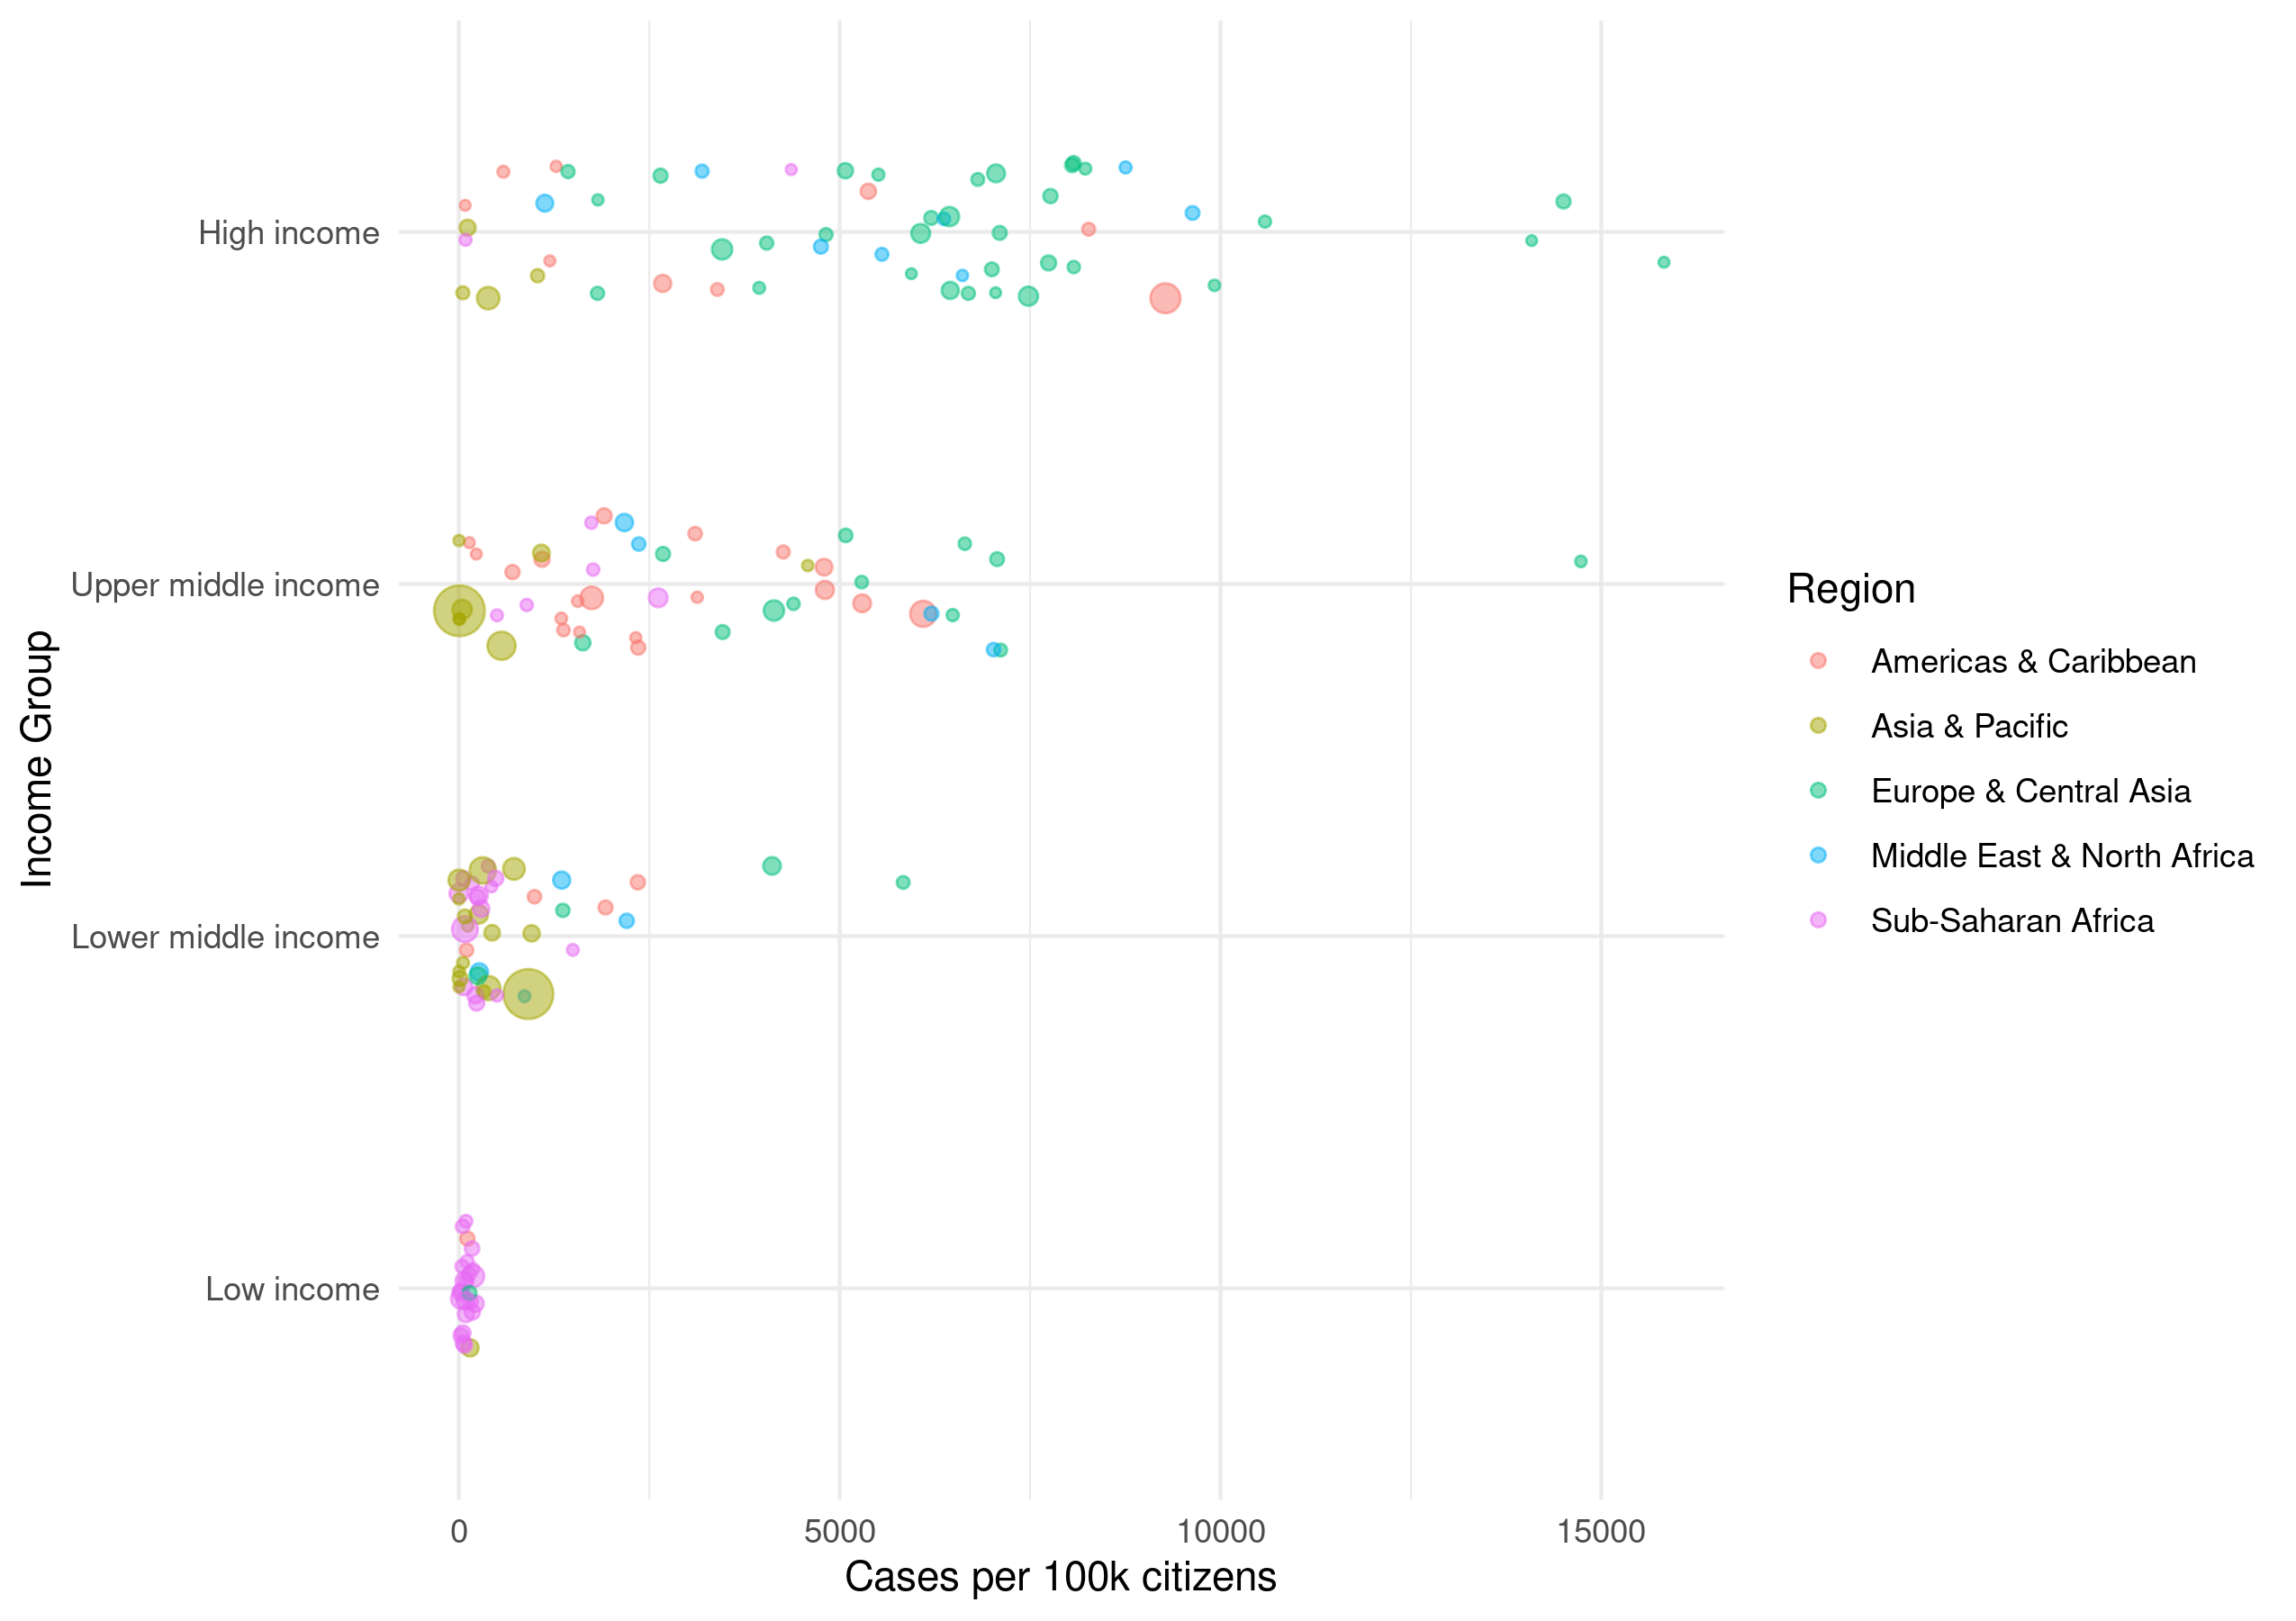 High income
Upper middle income
Lower middle income
Low income
Income Group
0
5000
10000
15000
Cases per 100k citizens
Region
Americas & Caribbean
Asia & Pacific
Europe & Central Asia
Middle East & North Africa
Sub-Saharan Africa